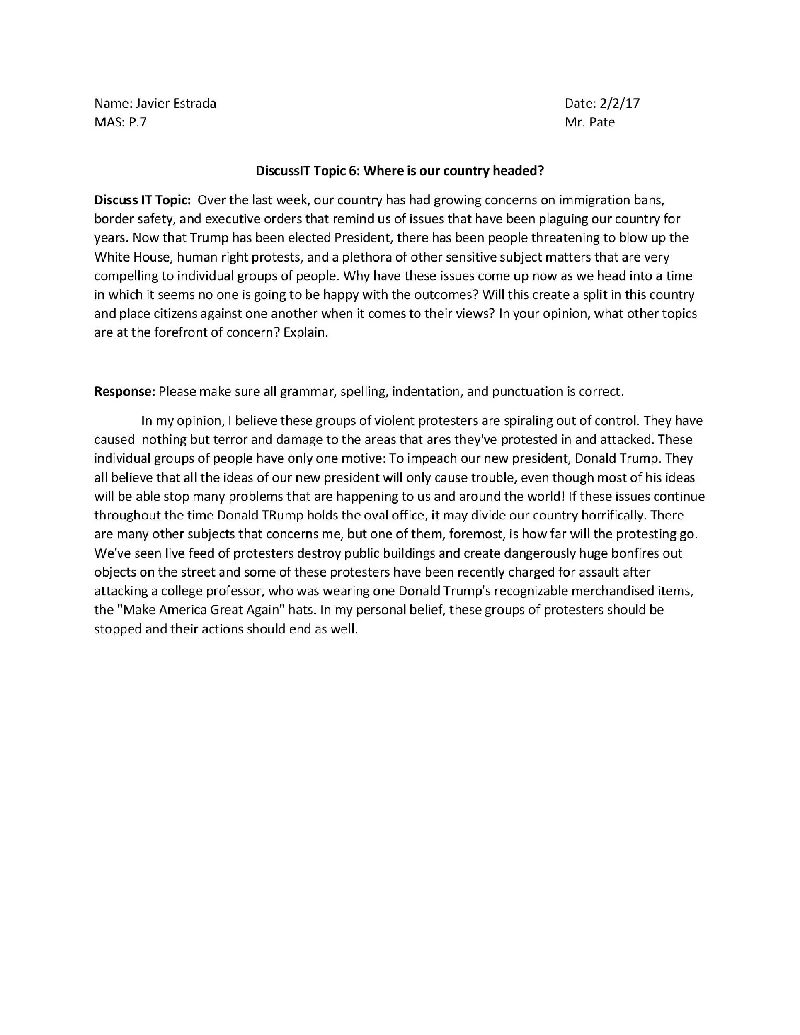 Name: Javier Estrada Date: 2/2/17
MAS: P.7 Mr. Pate
DiscussIT Topic 6: Where is our country headed?
Discuss IT Topic: Over the last week, our country has had growing concerns on immigration bans,
border safety, and executive orders that remind us of issues that have been plaguing our country for
years. Now that Trump has been elected President, there has been people threatening to blow up the
White House, human right protests, and a plethora of other sensitive subject matters that are very
compelling to individual groups of people. Why have these issues come up now as we head into a time
in which it seems no one is going to be happy with the outcomes? Will this create a split in this country
and place citizens against one another when it comes to their views? In your opinion, what other topics
are at the forefront of concern? Explain.
Response: Please make sure all grammar, spelling, indentation, and punctuation is correct.
In my opinion, I believe these groups of violent protesters are spiraling out of control. They have
caused nothing but terror and damage to the areas that ares they've protested in and attacked. These
individual groups of people have only one motive: To impeach our new president, Donald Trump. They
all believe that all the ideas of our new president will only cause trouble, even though most of his ideas
will be able stop many problems that are happening to us and around the world! If these issues continue
throughout the time Donald TRump holds the oval office, it may divide our country horrifically. There
are many other subjects that concerns me, but one of them, foremost, is how far will the protesting go.
We've seen live feed of protesters destroy public buildings and create dangerously huge bonfires out
objects on the street and some of these protesters have been recently charged for assault after
attacking a college professor, who was wearing one Donald Trump's recognizable merchandised items,
the "Make America Great Again" hats. In my personal belief, these groups of protesters should be
stopped and their actions should end as well.